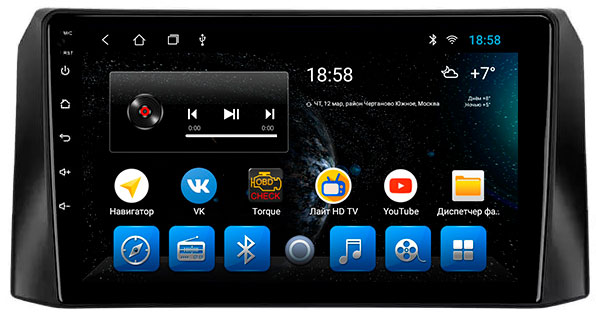 MIC
RST
18:58
18:58
+7°
ЧТ, 12 мар, район Чертаново Южное, Москва
Днём +8°
Ночью +5°
0:00
0:00
OBD
CHECK
Навигатор
VK
Torque
Лайт HD TV
YouTube
Диспетчер фа..